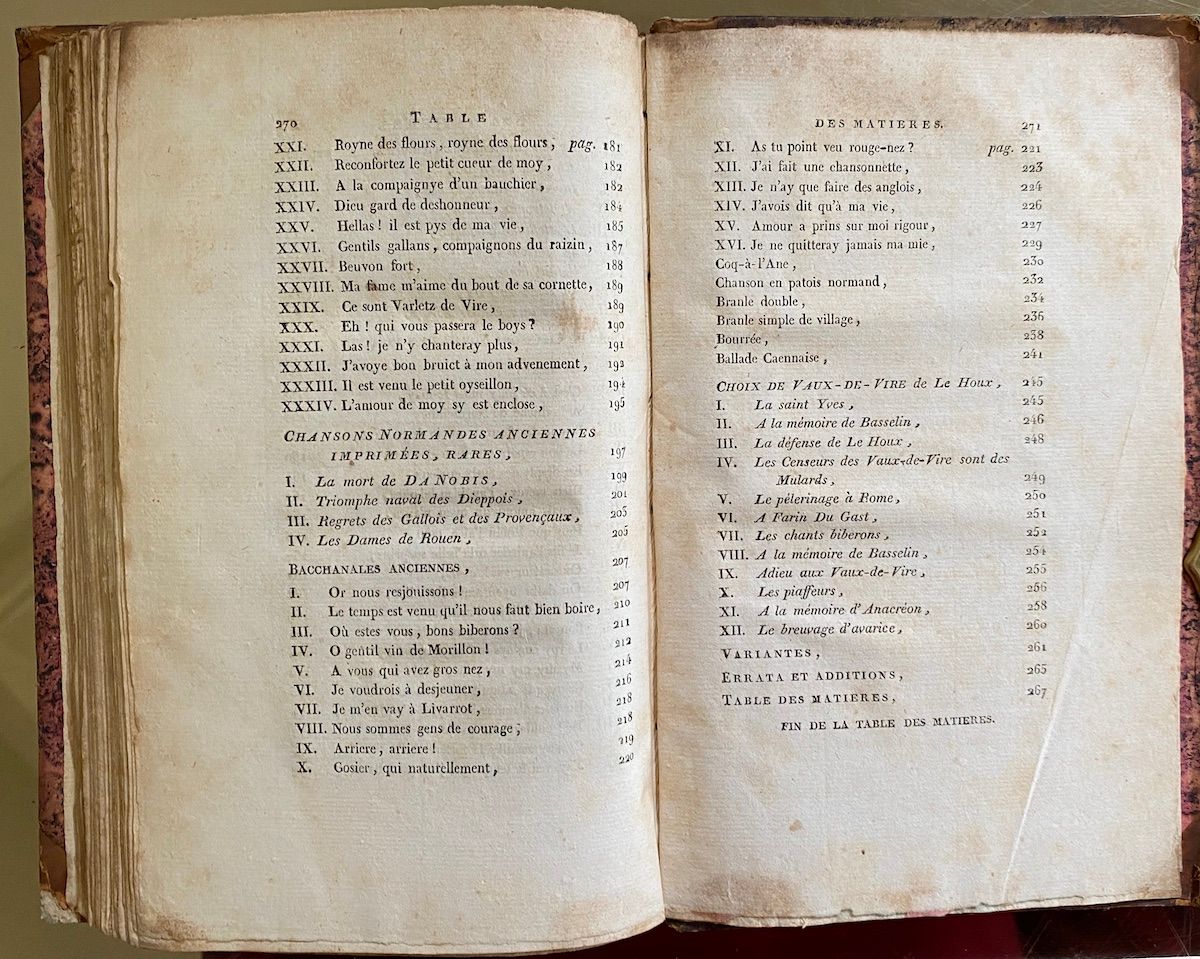 270 TABLE
XXI. Royne des flours, royne des flours, pag. 181
XXII. Reconfortez le petit cueur de moy, 182
XXIII. A la compaignye d'un bauchier, 182
XXIV. Dieu gard de deshonneur, 184
XXV. Hellas! il est pys de ma vie, 185
XXVI. Gentils gallans, compaignons du raizin, 187
XXVII. Beuvon fort, 188
XXVIII. Ma fame m'aime du bout de sa cornette, 189
XXIX. Ce sont Varletz de Vire, 189
XXX. Eh! qui vous passera le boys? 190
XXXI. Las! je n'y chanteray plus, 191
XXXII. J'avoye bon bruict à mon advenement, 192
XXXIII. Il est venu le petit oyseillon, 194
XXXIV. L'amour de moy sy est enclose, 195
CHANSONS NORMANDES ANCIENNES
IMPRIMÉES, RARES, 197
I. La mort de DA NOBIS, 199
II. Triomphe naval des Dieppois, 201
III. Regrets des Gallois et des Provençaux, 205
IV. Les Dames de Rouen, 205
BACCHANALES ANCIENNES, 207
I. Or nous resjouissons! 207
II. Le temps est venu qu'il nous faut bien boire, 210
III. Où estes vous, bons biberons? 211
IV. O gentil vin de Morillon! 212
V. A vous qui avez gros nez, 214
VI. Je voudrois à desjeuner, 216
VII. Je m'en vay à Livarrot, 218
VIII. Nous sommes gens de courage, 218
IX. Arriere, arriere! 219
X. Gosier, qui naturellement, 220
DES MATIERES. 271
XI. As tu point veu rouge-nez? pag. 221
XII. J'ai fait une chansonnette, 223
XIII. Je n'ay que faire des anglois, 224
XIV. J'avois dit qu'à ma vie, 226
XV. Amour a prins sur moi rigour, 227
XVI. Je ne quitteray jamais ma mie, 229
Coq-à-l'Ane, 230
Chanson en patois normand, 232
Branle double, 234
Branle simple de village, 236
Bourrée, 238
Ballade Caennaise, 241
CHOIX DE VAUX-DE-VIRE de Le Houx, 245
I. La saint Yves, 245
II. A la mémoire de Basselin, 246
III. La défense de Le Houx, 248
IV. Les Censeurs des Vaux-de-Vire sont des
Mulards, 249
V. Le pélerinage à Rome, 250
VI. A Farin Du Gast, 251
VII. Les chants biberons, 252
VIII. A la mémoire de Basselin, 254
IX. Adieu aux Vaux-de-Vire, 255
X. Les piaffeurs, 256
XI. A la mémoire d'Anacréon, 258
XII. Le breuvage d'avarice, 260
VARIANTES, 261
ERRATA ET ADDITIONS, 265
TABLE DES MATIERES, 267
FIN DE LA TABLE DES MATIERES.